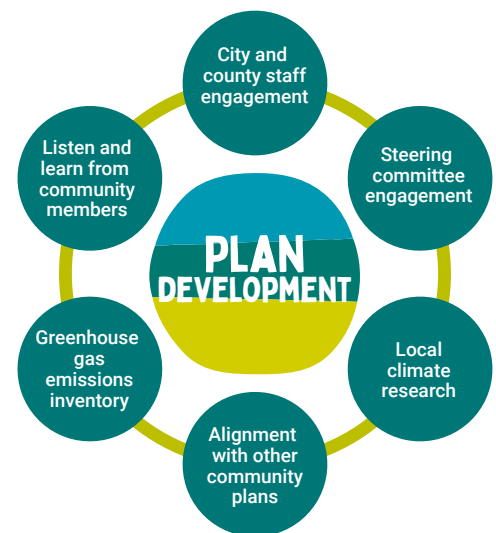 City and
county staff
engagement
Steering
committee
engagement
Local
climate
research
Alignment
with other
community
plans
Greenhouse
gas
emissions
inventory
Listen and
learn from
community
members
PLAN
DEVELOPMENT